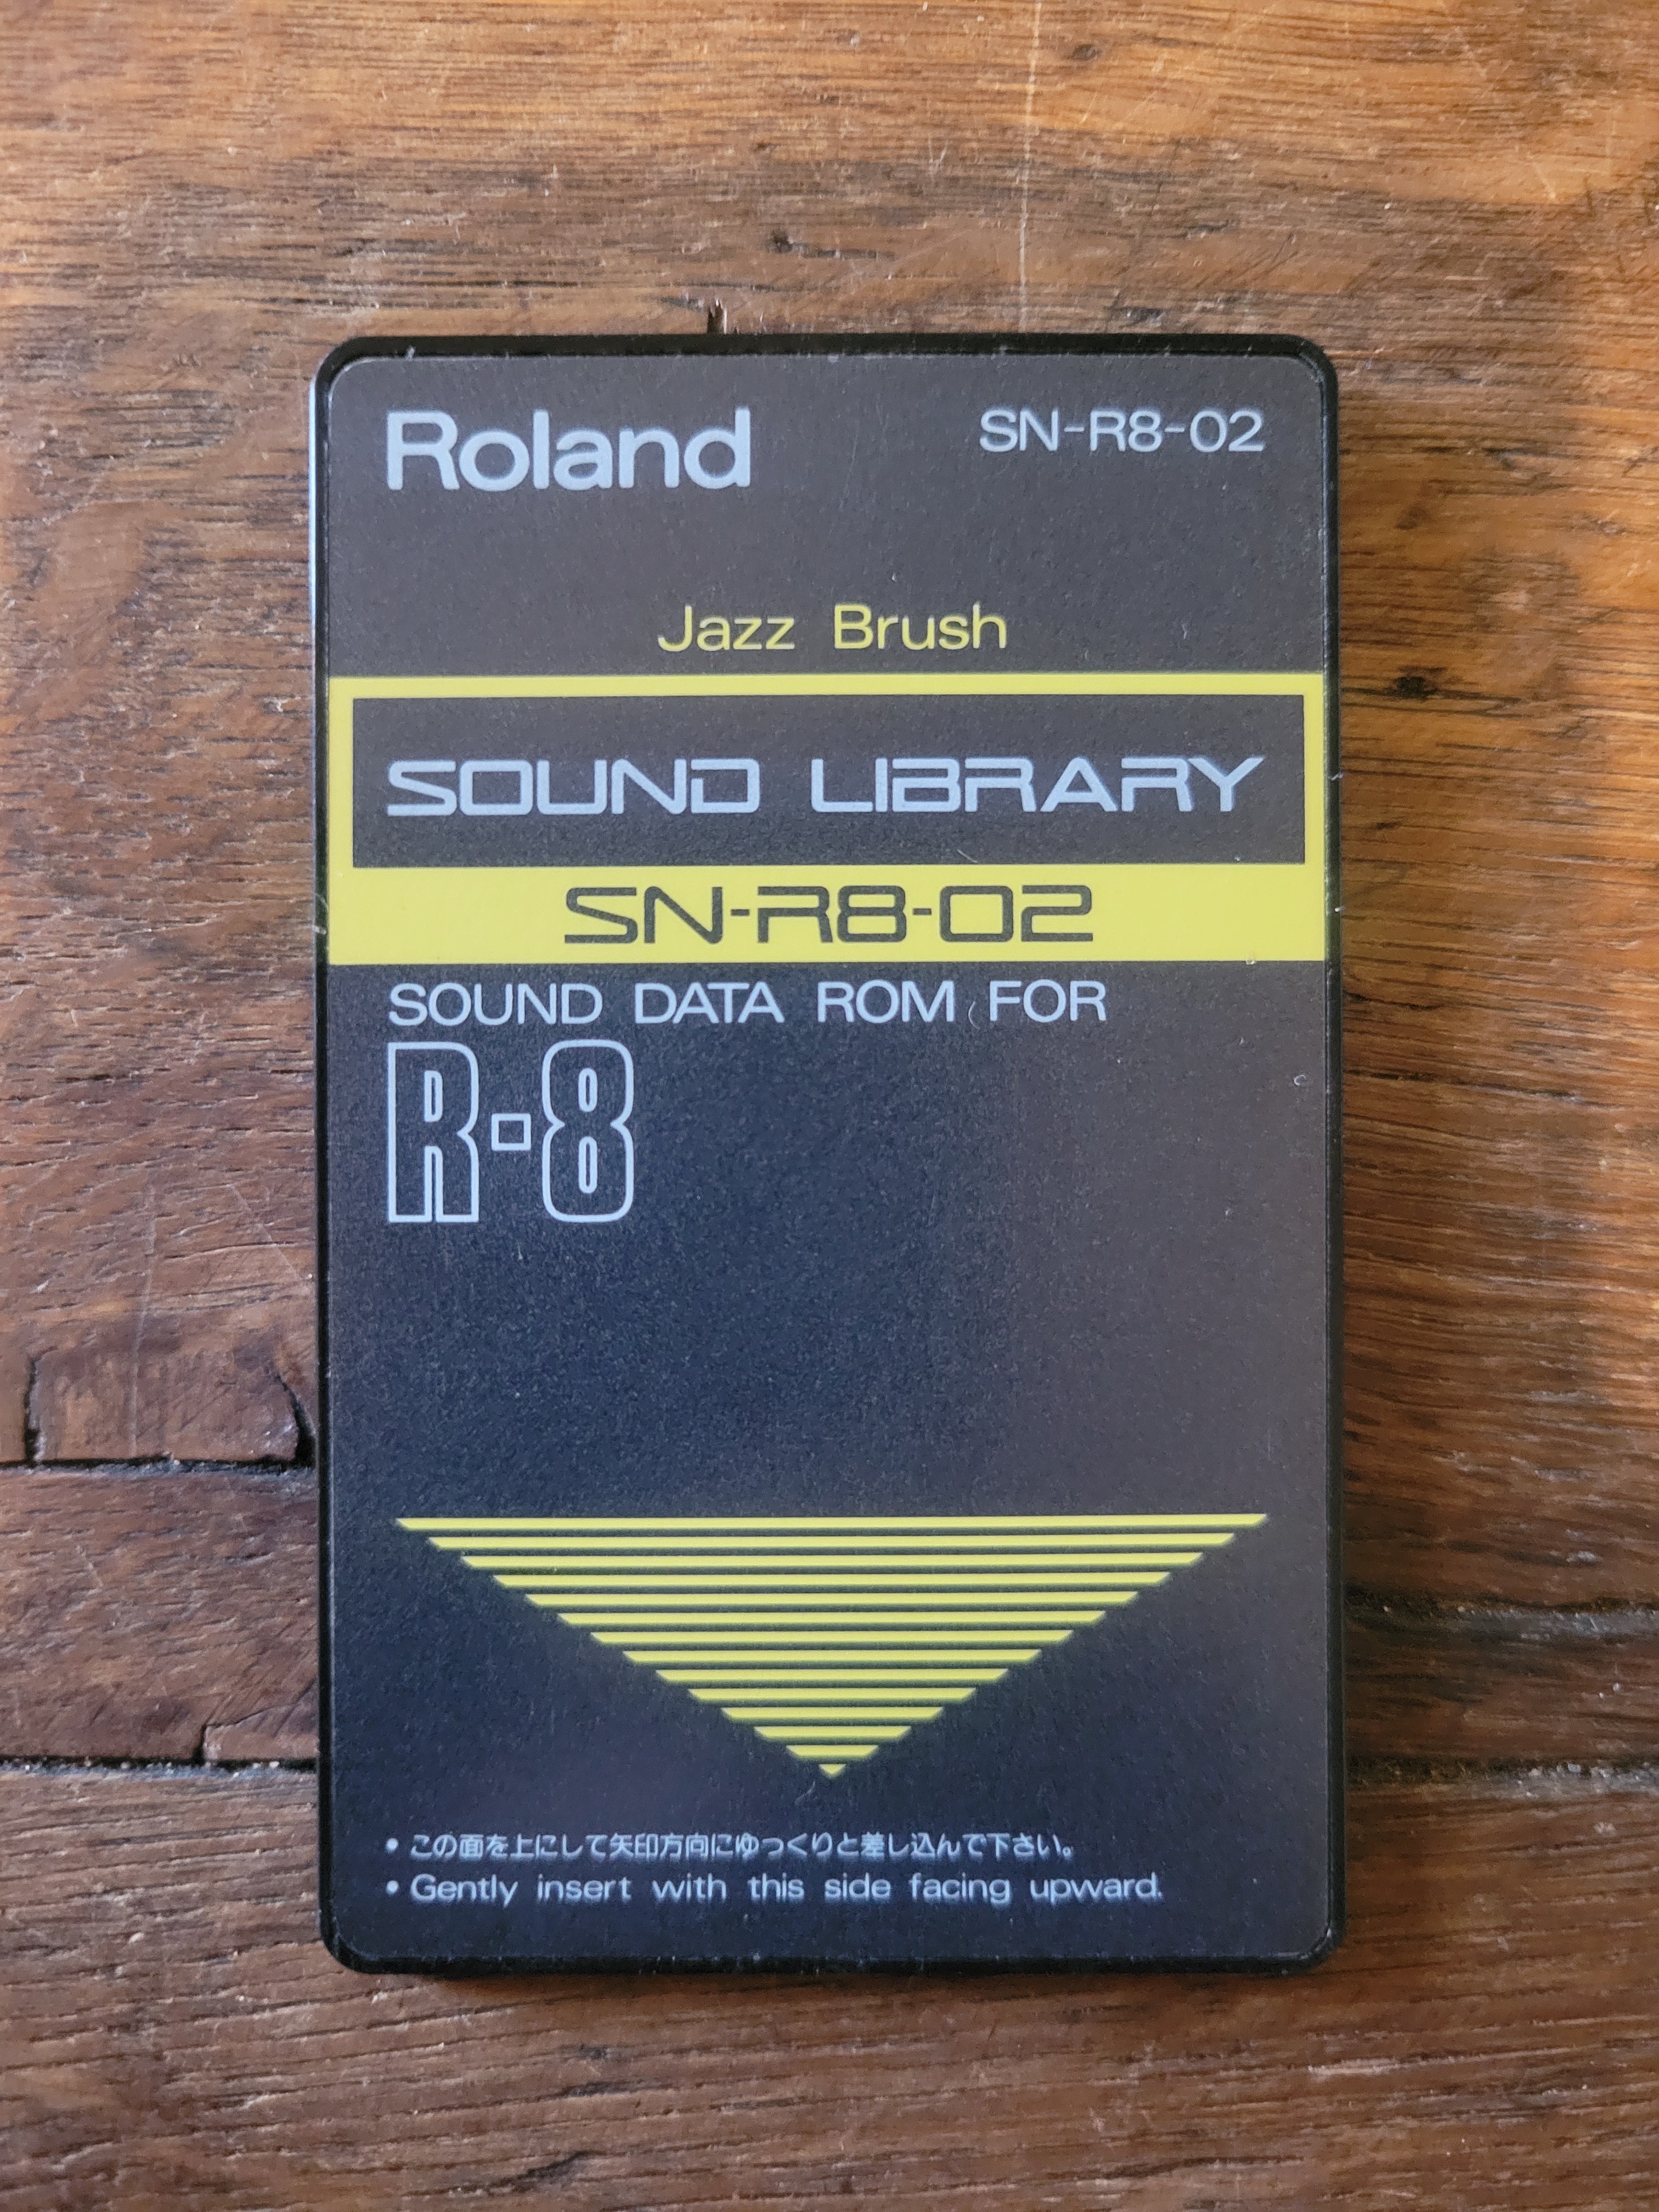 Roland
SN-R8-02
Jazz Brush
SOUND LIBRARY
SN-R8-02
SOUND DATA ROM FOR
R-8
• この面を上にして矢印方向にゆっくりと差し込んで下さい。
• Gently insert with this side facing upward.